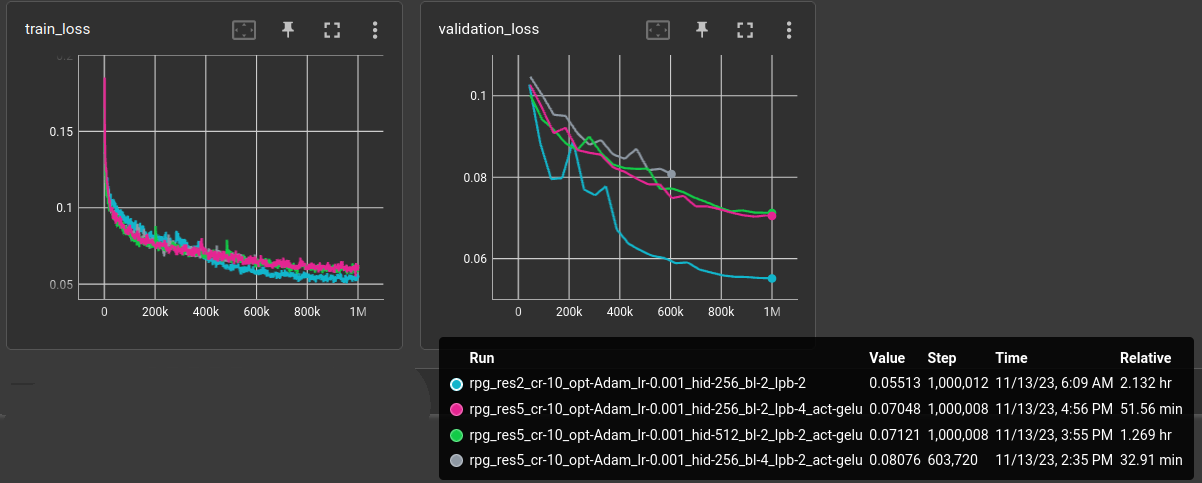 train_loss
validation_loss
0.2
0.15
0.1
0.05
0 200k 400k 600k 800k 1M
0.1
0.08
0.06
0 200k 400k 600k 800k 1M
Run Value Step Time Relative
rpg_res2_cr-10_opt-Adam_lr-0.001_hid-256_bl-2_lpb-2 0.05513 1,000,012 11/13/23, 6:09 AM 2.132 hr
rpg_res5_cr-10_opt-Adam_lr-0.001_hid-256_bl-2_lpb-4_act-gelu 0.07048 1,000,008 11/13/23, 4:56 PM 51.56 min
rpg_res5_cr-10_opt-Adam_lr-0.001_hid-512_bl-2_lpb-2_act-gelu 0.07121 1,000,008 11/13/23, 3:55 PM 1.269 hr
rpg_res5_cr-10_opt-Adam_lr-0.001_hid-256_bl-4_lpb-2_act-gelu 0.08076 603,720 11/13/23, 2:35 PM 32.91 min